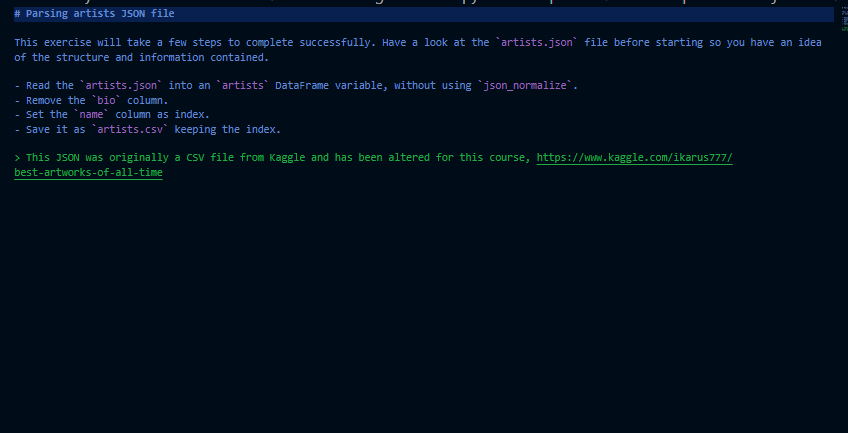 # Parsing artists JSON file
This exercise will take a few steps to complete successfully. Have a look at the `artists.json` file before starting so you have an idea
of the structure and information contained.
- Read the `artists.json` into an `artists` DataFrame variable, without using `json_normalize`.
- Remove the `bio` column.
- Set the `name` column as index.
- Save it as `artists.csv` keeping the index.
> This JSON was originally a CSV file from Kaggle and has been altered for this course, https://www.kaggle.com/ikarus777/
best-artworks-of-all-time